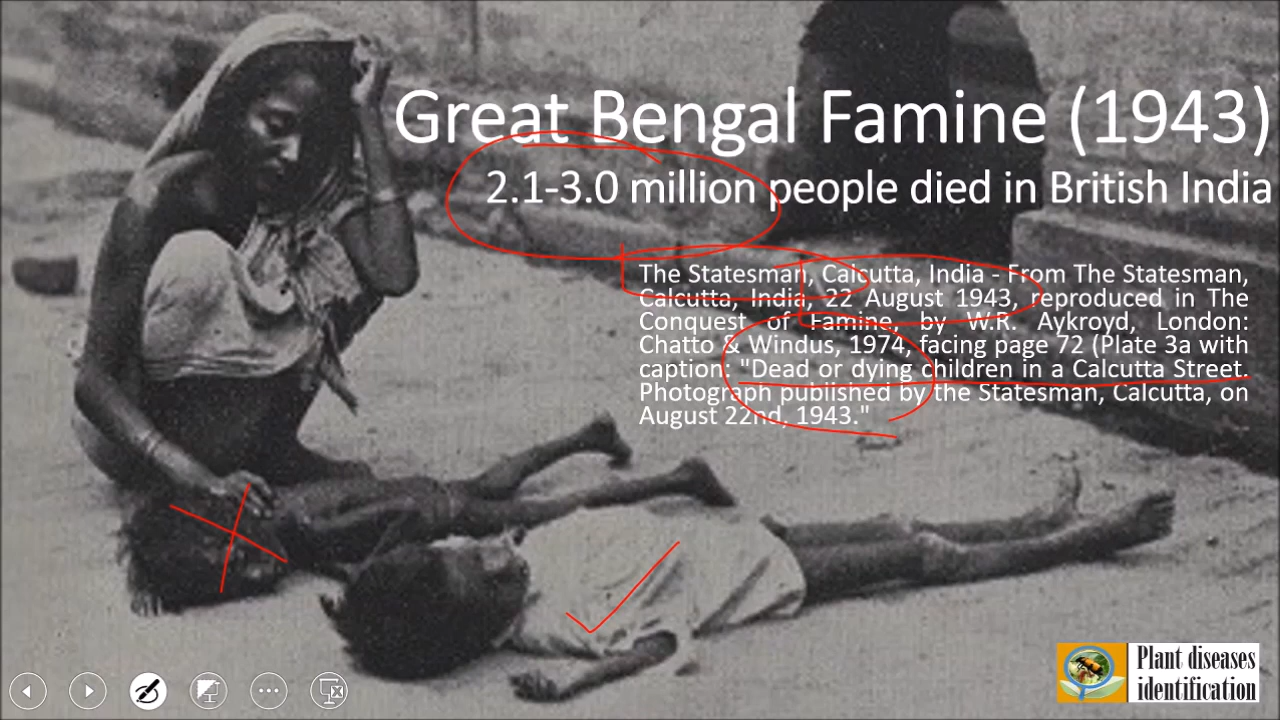 Great Bengal Famine (1943)
2.1-3.0 million people died in British India
The Statesman, Calcutta, India - From The Statesman,
Calcutta, India, 22 August 1943, reproduced in The
Conquest of Famine, by W.R. Aykroyd, London:
Chatto & Windus, 1974, facing page 72 (Plate 3a with
caption: "Dead or dying children in a Calcutta Street.
Photograph published by the Statesman, Calcutta, on
August 22nd, 1943."
Plant diseases
identification